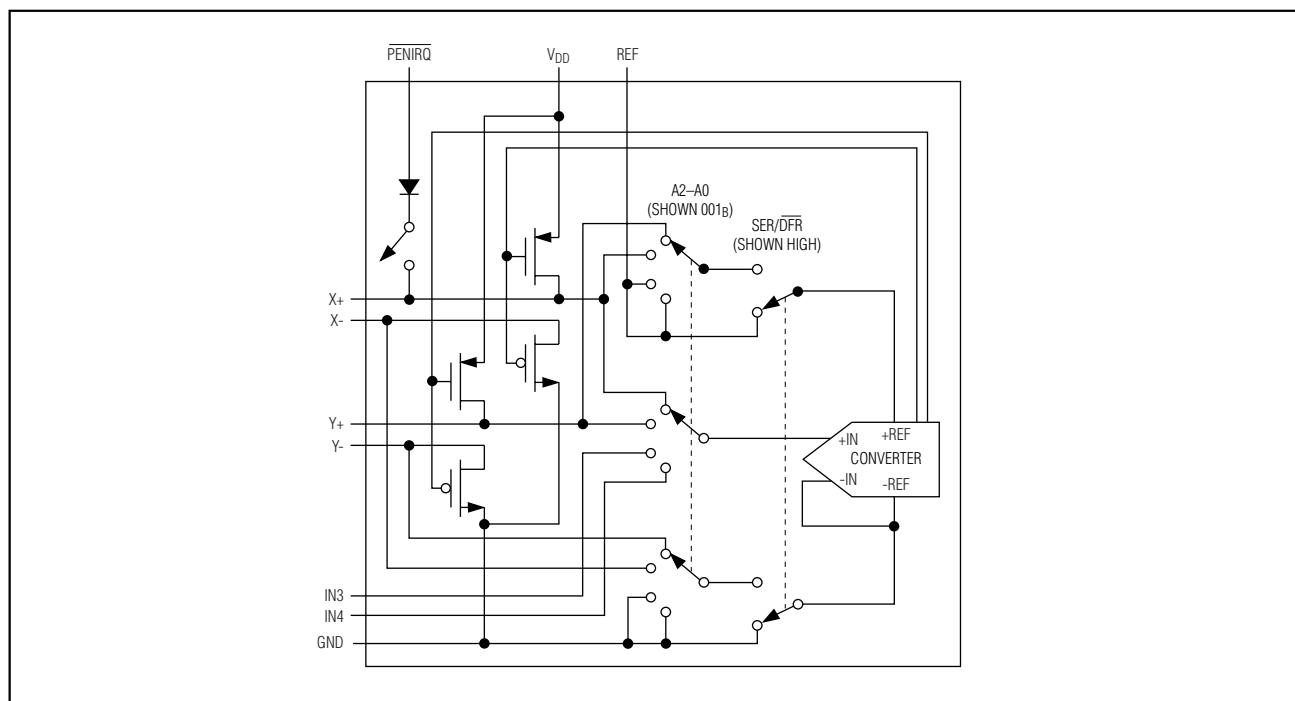 PENIRQ
VDD
REF
A2–A0
(SHOWN 001B)
SER/DFR
(SHOWN HIGH)
X+
X-
Y+
Y-
+IN
+REF
CONVERTER
-IN
-REF
IN3
IN4
GND